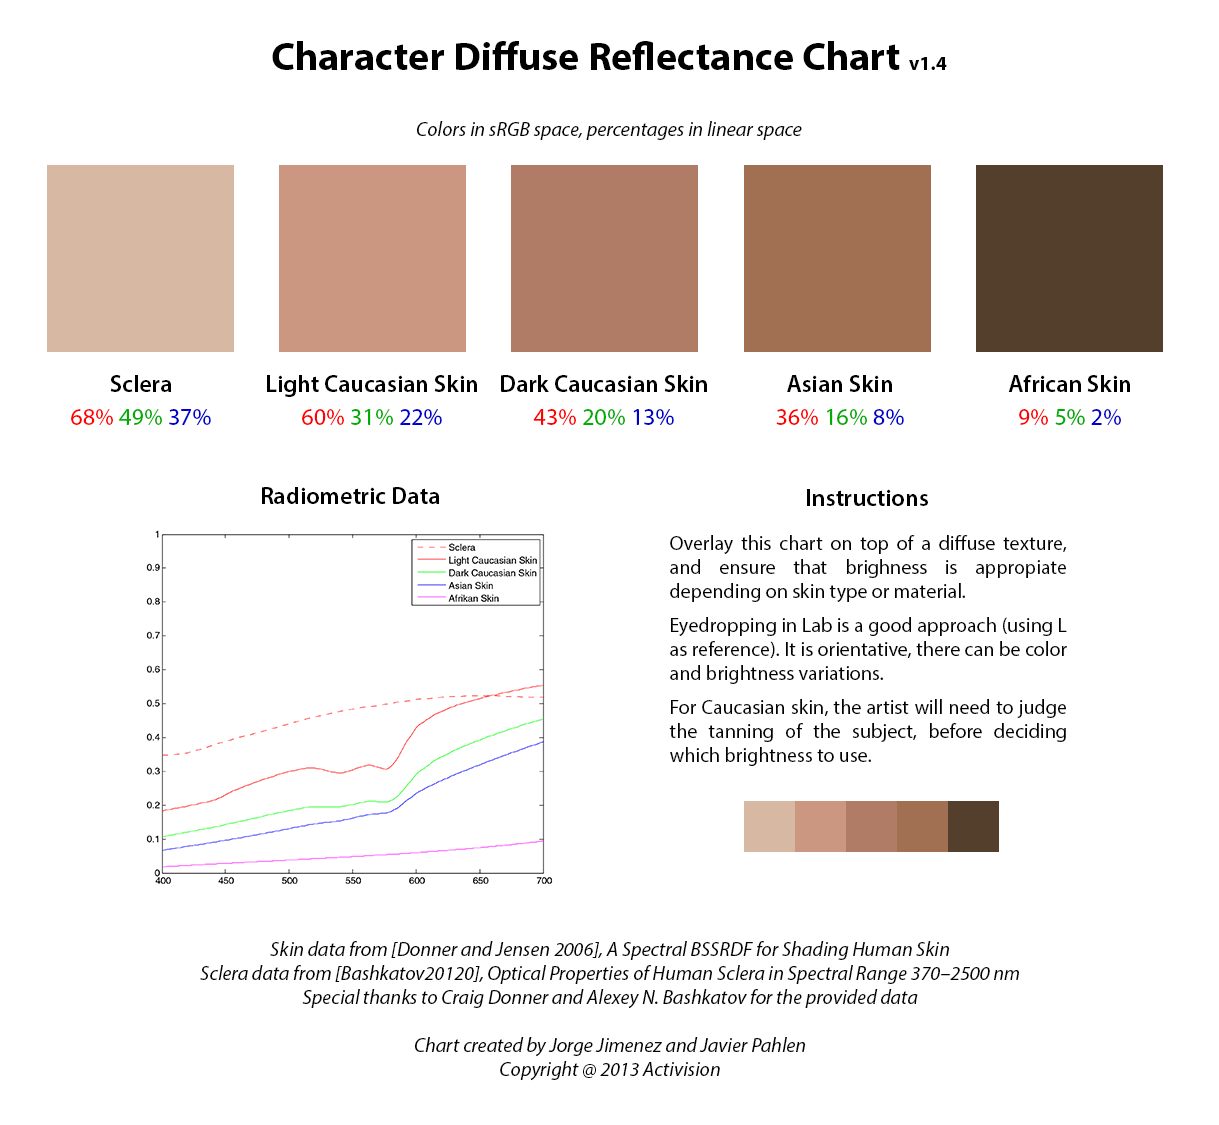 Character Diffuse Reflectance Chart v1.4
Colors in sRGB space, percentages in linear space
Sclera
68% 49% 37%
Light Caucasian Skin
60% 31% 22%
Dark Caucasian Skin
43% 20% 13%
Asian Skin
36% 16% 8%
African Skin
9% 5% 2%
Radiometric Data
1
0.9
0.8
0.7
0.6
0.5
0.4
0.3
0.2
0.1
0
400
450
500
550
600
650
700
Sclera
Light Caucasian Skin
Dark Caucasian Skin
Asian Skin
Afrikan Skin
Instructions
Overlay this chart on top of a diffuse texture,
and ensure that brighness is appropiate
depending on skin type or material.
Eyedropping in Lab is a good approach (using L
as reference). It is orientative, there can be color
and brightness variations.
For Caucasian skin, the artist will need to judge
the tanning of the subject, before deciding
which brightness to use.
Skin data from [Donner and Jensen 2006], A Spectral BSSRDF for Shading Human Skin
Sclera data from [Bashkatov20120], Optical Properties of Human Sclera in Spectral Range 370–2500 nm
Special thanks to Craig Donner and Alexey N. Bashkatov for the provided data
Chart created by Jorge Jimenez and Javier Pahlen
Copyright @ 2013 Activision